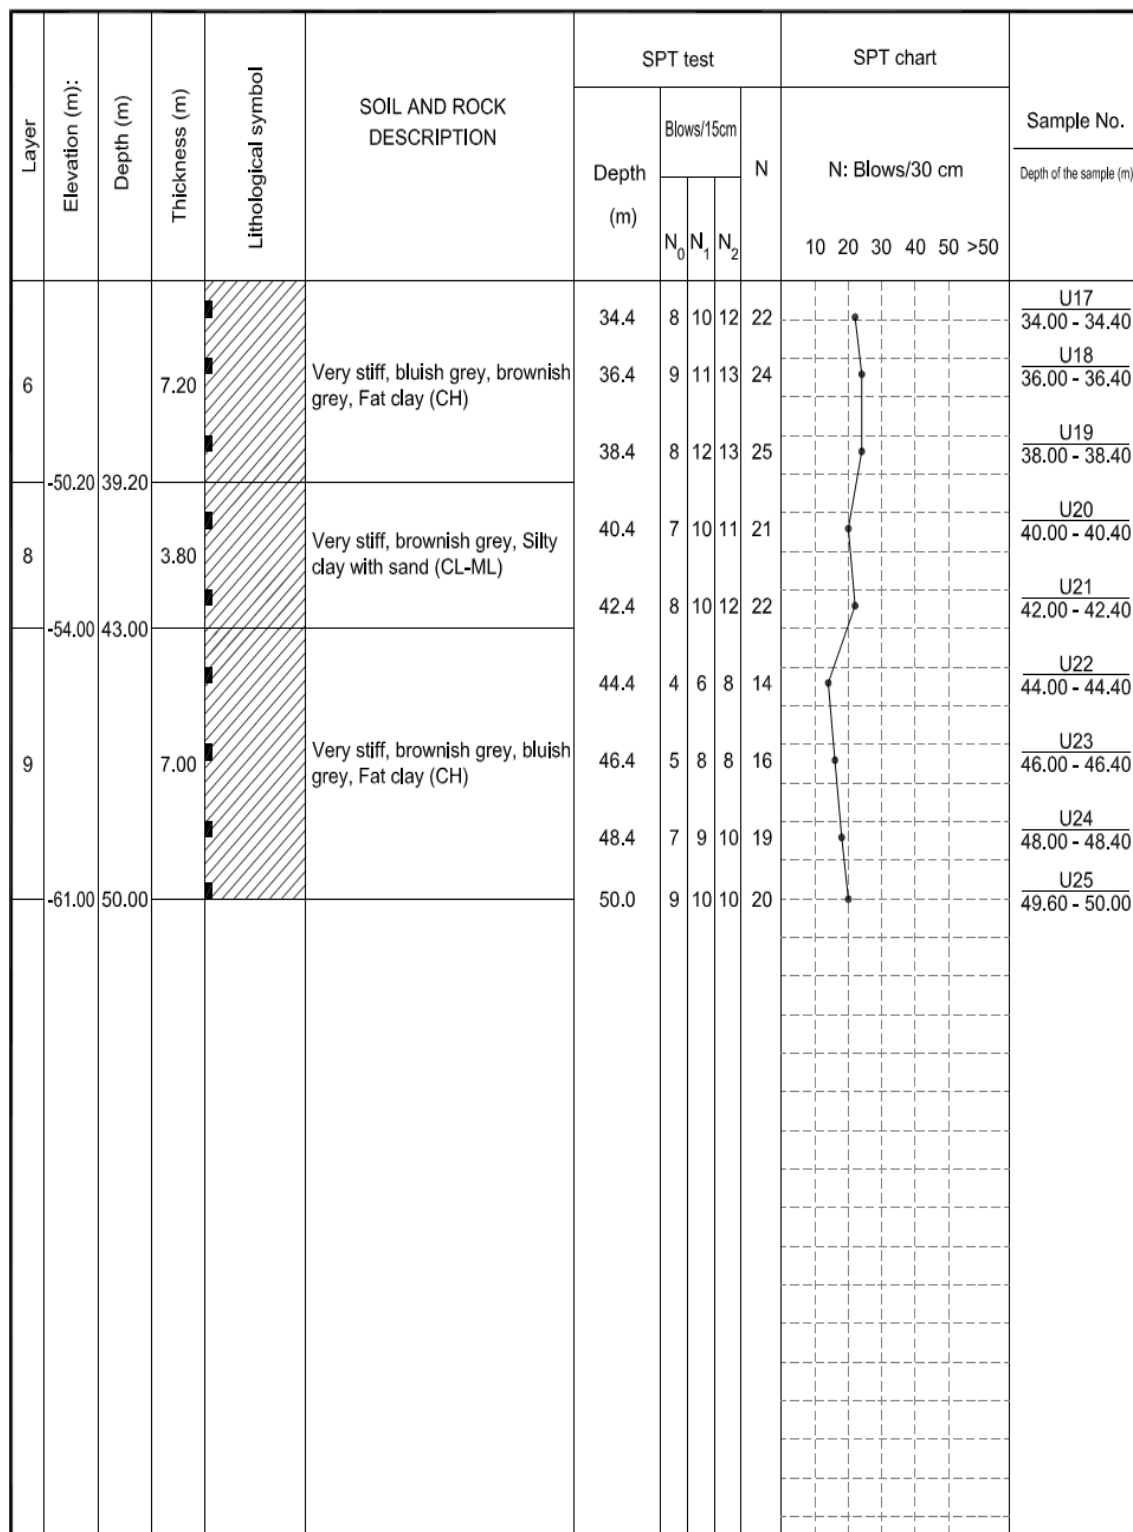 Layer
Elevation (m):
Depth (m)
Thickness (m)
Lithological symbol
SOIL AND ROCK
DESCRIPTION
SPT test
Depth
(m)
Blows/15cm
N0 N1 N2
N
SPT chart
N: Blows/30 cm
10 20 30 40 50 >50
Sample No.
Depth of the sample (m)
34.4 8 10 12 22
U17
34.00 - 34.40
6
7.20
Very stiff, bluish grey, brownish
grey, Fat clay (CH)
36.4 9 11 13 24
U18
36.00 - 36.40
38.4 8 12 13 25
U19
38.00 - 38.40
-50.20 39.20
8
3.80
Very stiff, brownish grey, Silty
clay with sand (CL-ML)
40.4 7 10 11 21
U20
40.00 - 40.40
42.4 8 10 12 22
U21
42.00 - 42.40
-54.00 43.00
44.4 4 6 8 14
U22
44.00 - 44.40
9
7.00
Very stiff, brownish grey, bluish
grey, Fat clay (CH)
46.4 5 8 8 16
U23
46.00 - 46.40
48.4 7 9 10 19
U24
48.00 - 48.40
-61.00 50.00
50.0 9 10 10 20
U25
49.60 - 50.00